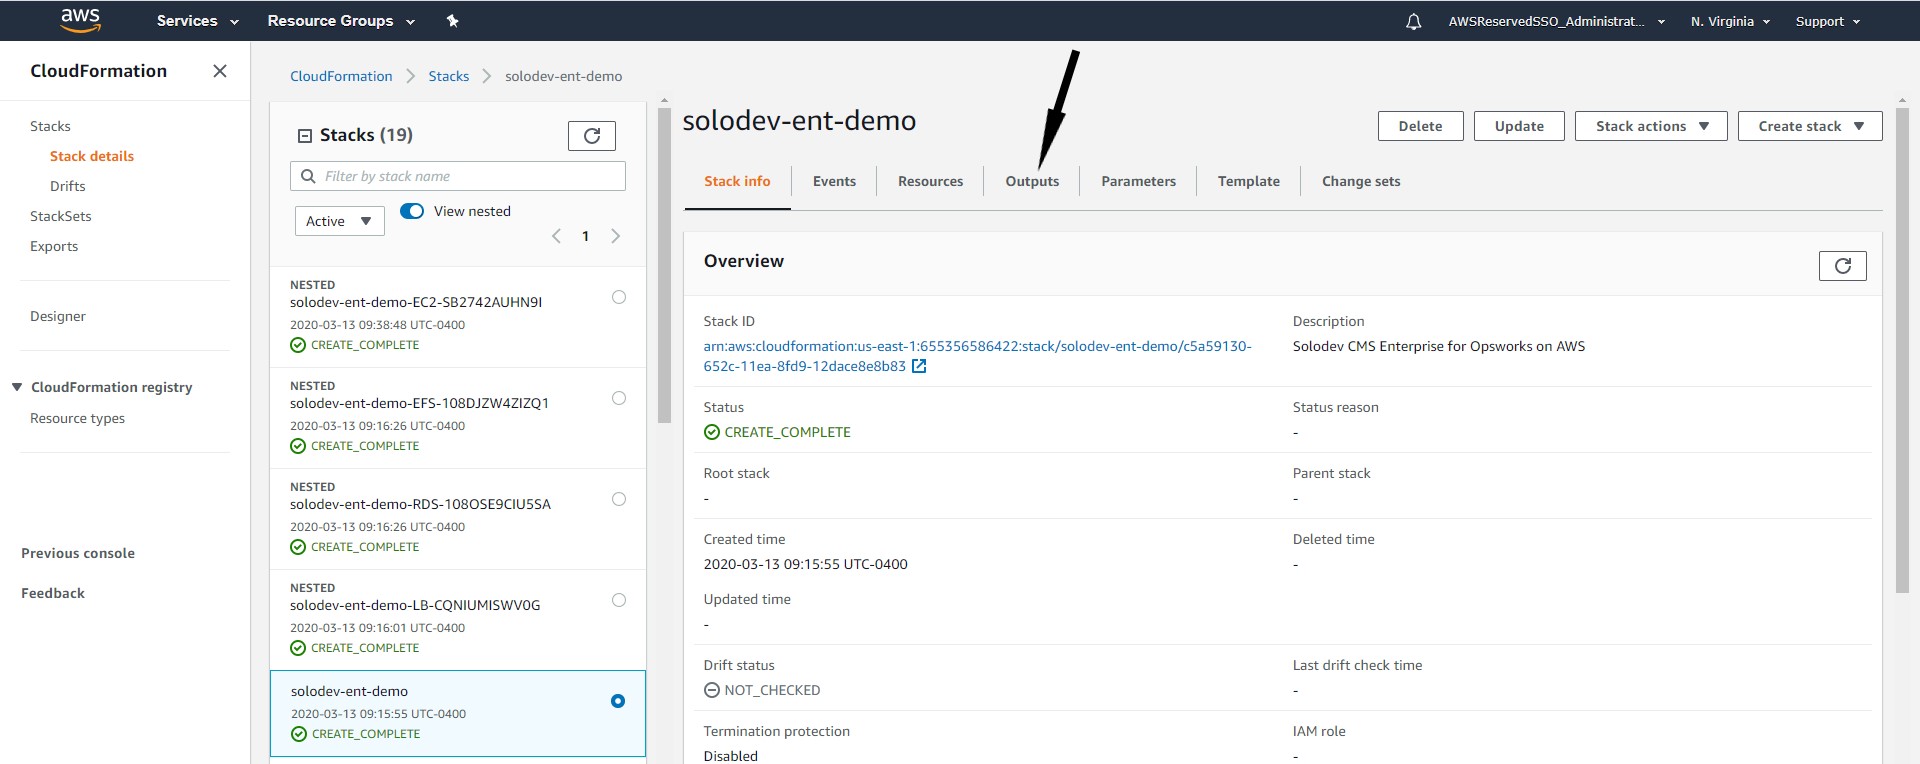 aws
Services
Resource Groups
AWSReservedSSO_Administrat...
N. Virginia
Support
CloudFormation
Stacks
Stack details
Drifts
StackSets
Exports
Designer
CloudFormation registry
Resource types
Previous console
Feedback
CloudFormation > Stacks > solodev-ent-demo
Stacks (19)
Filter by stack name
Active
View nested
1
NESTED
solodev-ent-demo-EC2-SB2742AUHN9I
2020-03-13 09:38:48 UTC-0400
CREATE_COMPLETE
NESTED
solodev-ent-demo-EFS-108DJZW4ZIZQ1
2020-03-13 09:16:26 UTC-0400
CREATE_COMPLETE
NESTED
solodev-ent-demo-RDS-108OSE9CIU5SA
2020-03-13 09:16:26 UTC-0400
CREATE_COMPLETE
NESTED
solodev-ent-demo-LB-CQNIUMISWV0G
2020-03-13 09:16:01 UTC-0400
CREATE_COMPLETE
solodev-ent-demo
2020-03-13 09:15:55 UTC-0400
CREATE_COMPLETE
solodev-ent-demo
Delete
Update
Stack actions
Create stack
Stack info
Events
Resources
Outputs
Parameters
Template
Change sets
Overview
Stack ID
arn:aws:cloudformation:us-east-1:655356586422:stack/solodev-ent-demo/c5a59130-
652c-11ea-8fd9-12dace8e8b83
Description
Solodev CMS Enterprise for Opsworks on AWS
Status
CREATE_COMPLETE
Status reason
-
Root stack
-
Parent stack
-
Created time
2020-03-13 09:15:55 UTC-0400
Deleted time
-
Updated time
-
Drift status
NOT_CHECKED
Last drift check time
-
Termination protection
Disabled
IAM role
-